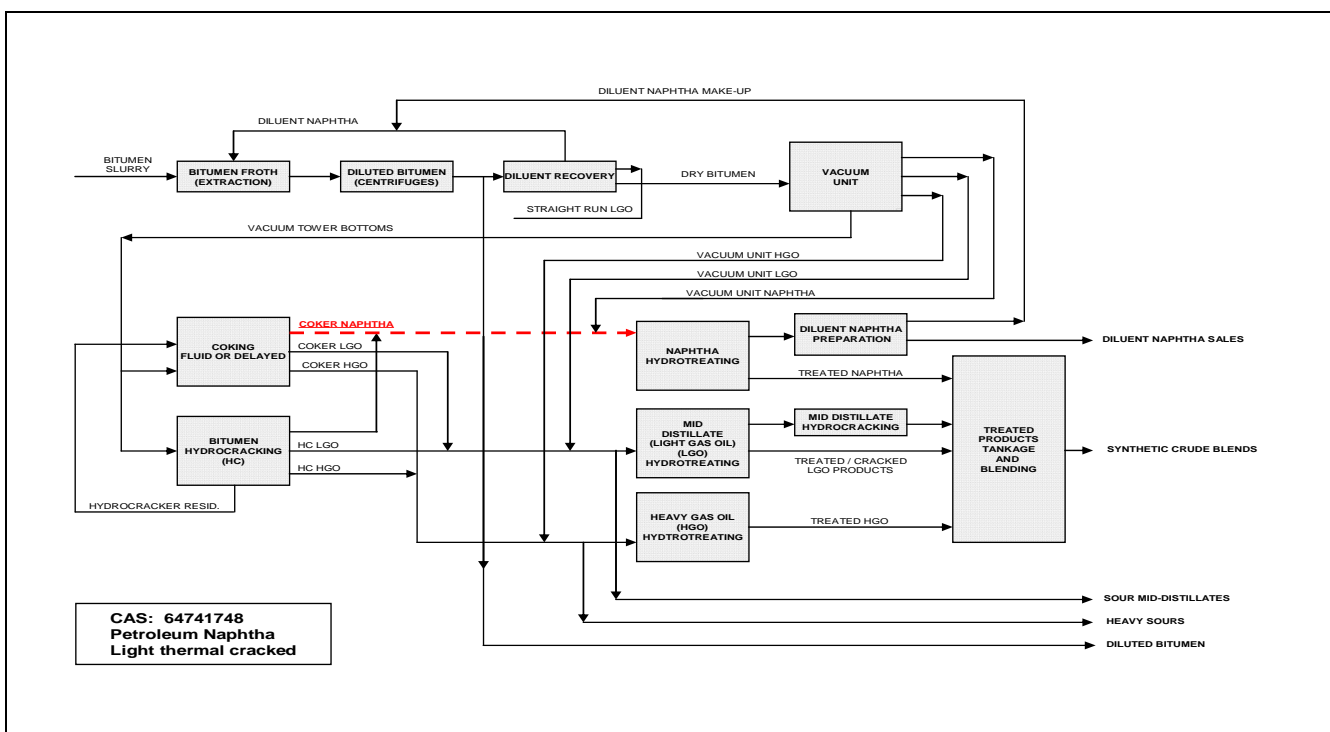 DILUENT NAPHTHA MAKE-UP
DILUENT NAPHTHA
BITUMEN
SLURRY
BITUMEN FROTH
(EXTRACTION)
DILUTED BITUMEN
(CENTRIFUGES)
DILUENT RECOVERY
DRY BITUMEN
VACUUM
UNIT
STRAIGHT RUN LGO
VACUUM TOWER BOTTOMS
VACUUM UNIT HGO
VACUUM UNIT LGO
VACUUM UNIT NAPHTHA
COKER NAPHTHA
COKING
FLUID OR DELAYED
COKER LGO
COKER HGO
NAPHTHA
HYDROTREATING
DILUENT NAPHTHA
PREPARATION
DILUENT NAPHTHA SALES
TREATED NAPHTHA
BITUMEN
HYDROCRACKING
(HC)
HC LGO
HC HGO
MID
DISTILLATE
(LIGHT GAS OIL)
(LGO)
HYDROTREATING
MID DISTILLATE
HYDROCRACKING
TREATED / CRACKED
LGO PRODUCTS
TREATED
PRODUCTS
TANKAGE
AND
BLENDING
SYNTHETIC CRUDE BLENDS
HYDROCRACKER RESID.
HEAVY GAS OIL
(HGO)
HYDTROTREATING
TREATED HGO
SOUR MID-DISTILLATES
HEAVY SOURS
DILUTED BITUMEN
CAS: 64741748
Petroleum Naphtha
Light thermal cracked